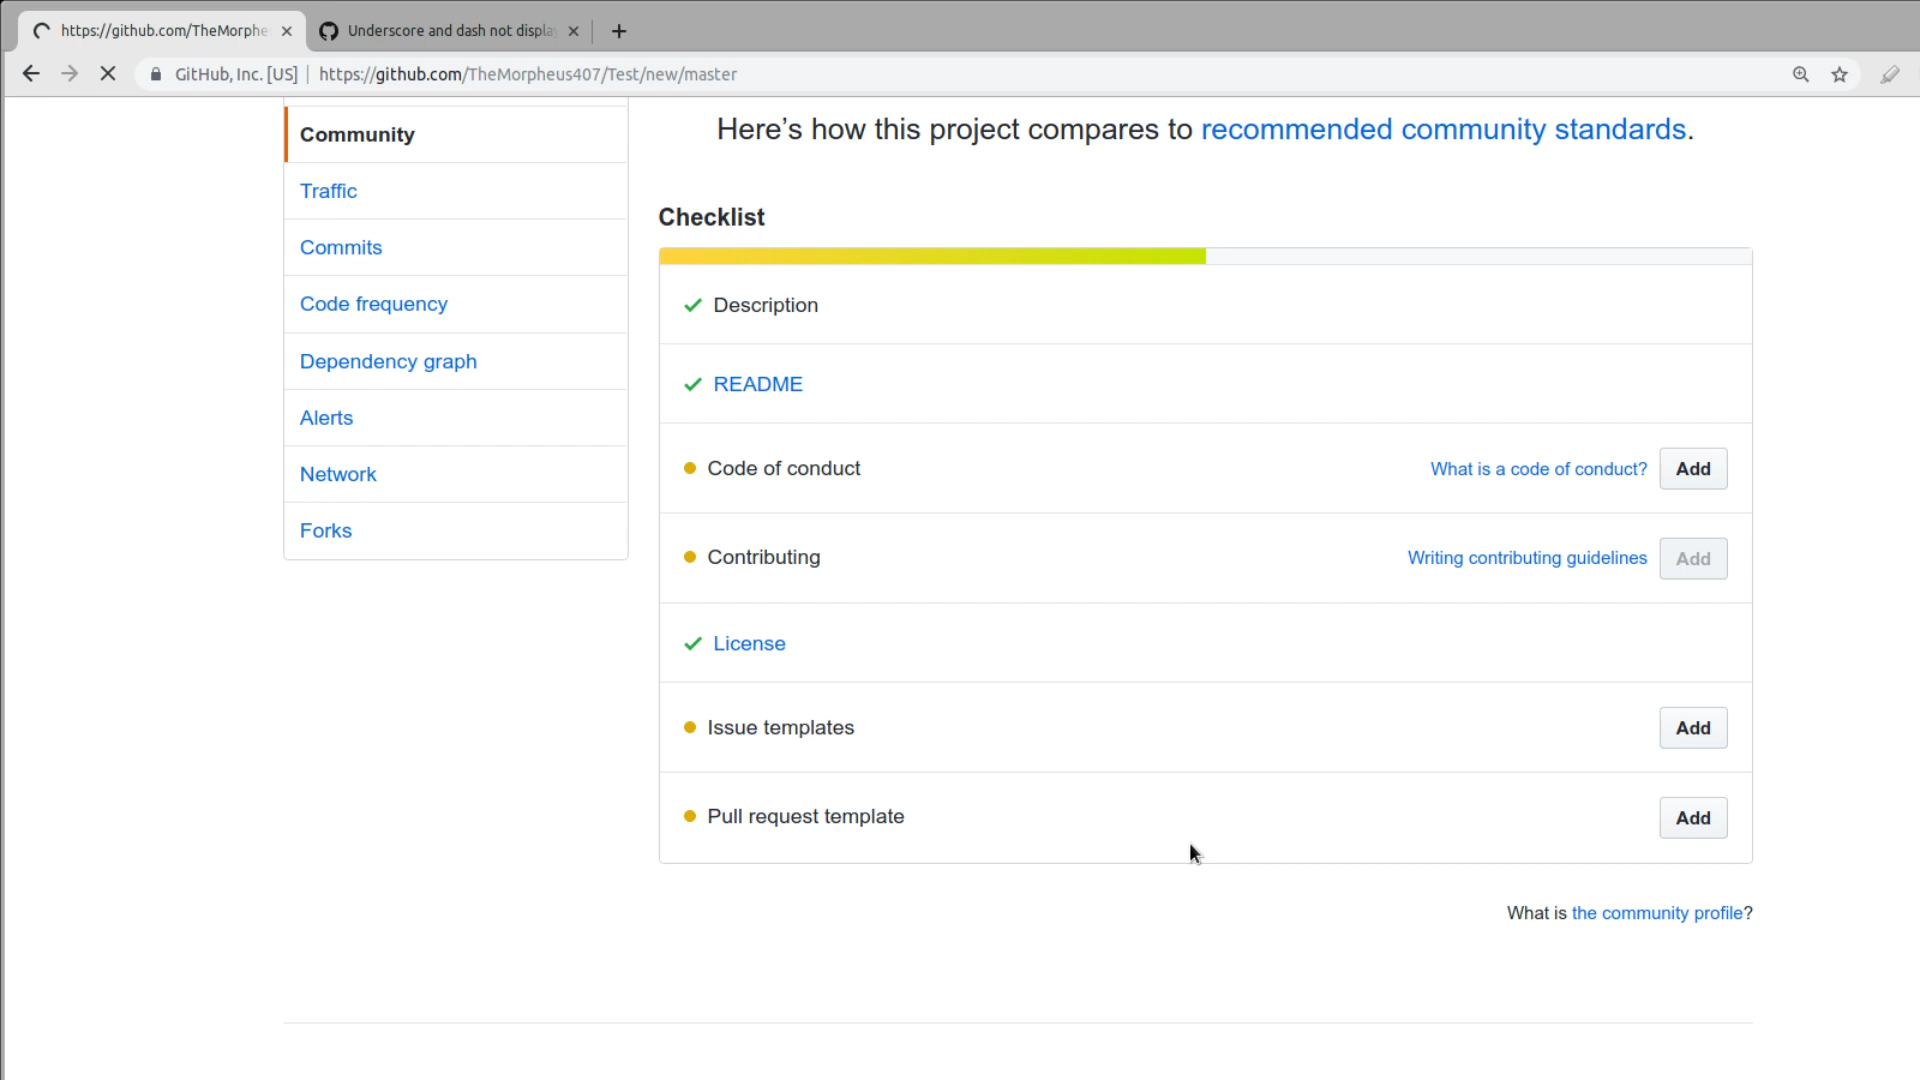 https://github.com/TheMorphe
Underscore and dash not displa
GitHub, Inc. [US] | https://github.com/TheMorpheus407/Test/new/master
Community
Traffic
Commits
Code frequency
Dependency graph
Alerts
Network
Forks
Here’s how this project compares to recommended community standards.
Checklist
Description
README
Code of conduct What is a code of conduct? Add
Contributing Writing contributing guidelines Add
License
Issue templates Add
Pull request template Add
What is the community profile?